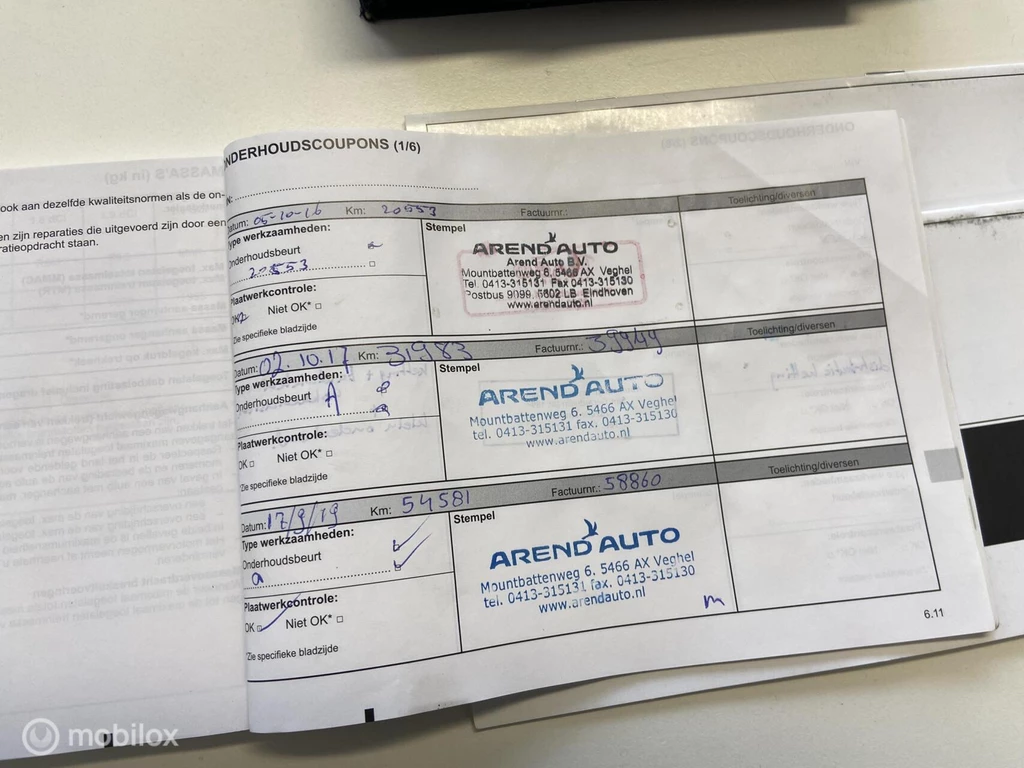 ook aan dezelfde kwaliteitsnormen als de on-
en zijn reparaties die uitgevoerd zijn door een
ratieopdracht staan.
NDERHOUDSCOUPONS (1/6)
N:
Datum: 05-10-16 Km: 20553 Factuurnr.: Toelichting/diversen
Type werkzaamheden:
Onderhoudsbeurt
20553
Plaatwerkcontrole:
OK Niet OK*
Zie specifieke bladzijde
Stempel
AREND AUTO
Arend Auto B.V.
Mountbattenweg 6, 5466 AX Veghel
Tel. 0413-315131 Fax 0413-315130
Postbus 9099, 5602 LB Eindhoven
www.arendauto.nl
Datum: 02.10.17 Km: 31983 Factuurnr.: 39949 Toelichting/diversen
Type werkzaamheden:
Onderhoudsbeurt A
Plaatwerkcontrole:
OK Niet OK*
*Zie specifieke bladzijde
Stempel
AREND AUTO
Mountbattenweg 6. 5466 AX Veghel
tel. 0413-315131 fax. 0413-315130
www.arendauto.nl
Datum: 17/9/19 Km: 54581 Factuurnr.: 58860 Toelichting/diversen
Type werkzaamheden:
Onderhoudsbeurt
a
Plaatwerkcontrole:
OK Niet OK*
*Zie specifieke bladzijde
Stempel
AREND AUTO
Mountbattenweg 6. 5466 AX Veghel
tel. 0413-315131 fax. 0413-315130
www.arendauto.nl
6.11
mobilox